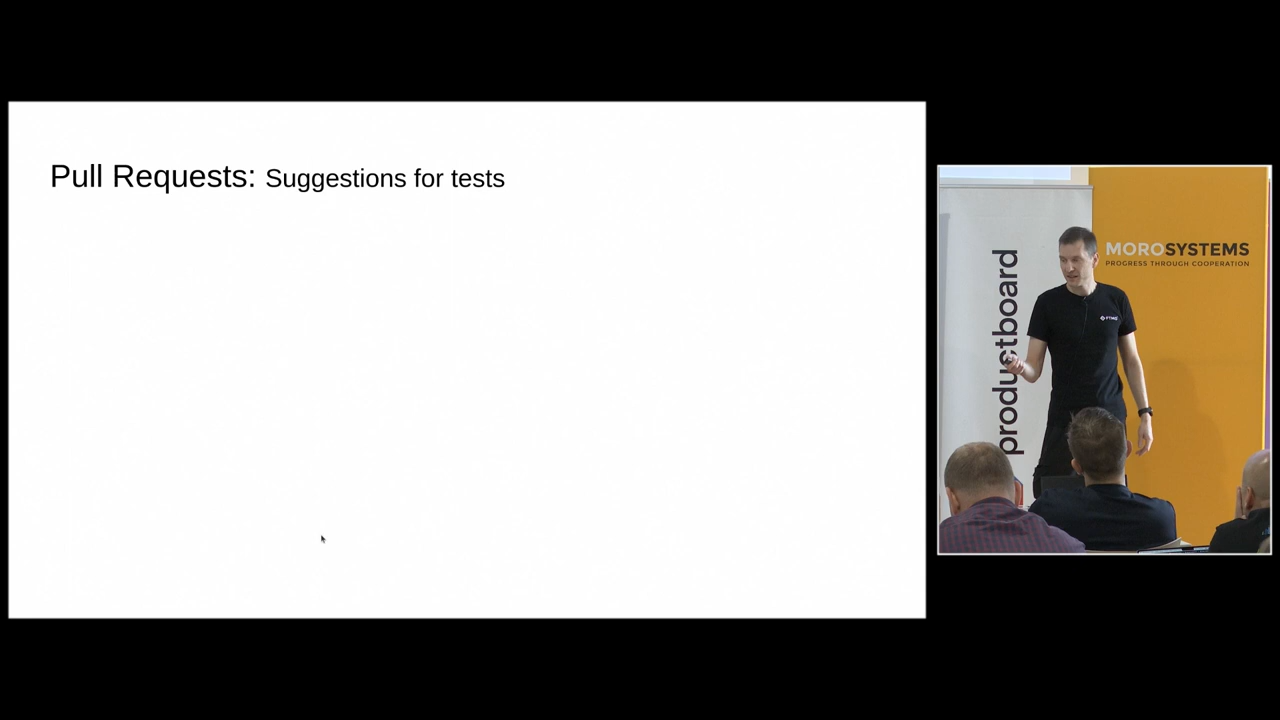 Pull Requests: Suggestions for tests
productboard
MOROSYSTEMS
PROGRESS THROUGH COOPERATION